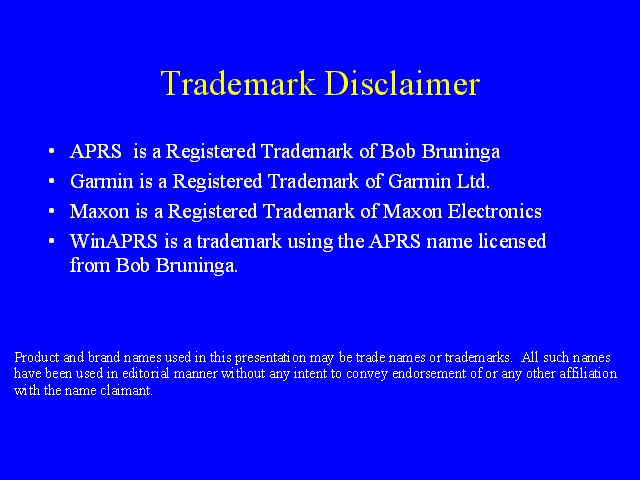 Trademark Disclaimer
• APRS  is a Registered Trademark of Bob Bruninga
• Garmin is a Registered Trademark of Garmin Ltd.
• Maxon is a Registered Trademark of Maxon Electronics
• WinAPRS is a trademark using the APRS name licensed
from Bob Bruninga.
Product and brand names used in this presentation may be trade names or trademarks.  All such names
have been used in editorial manner without any intent to convey endorsement of or any other affiliation
with the name claimant.